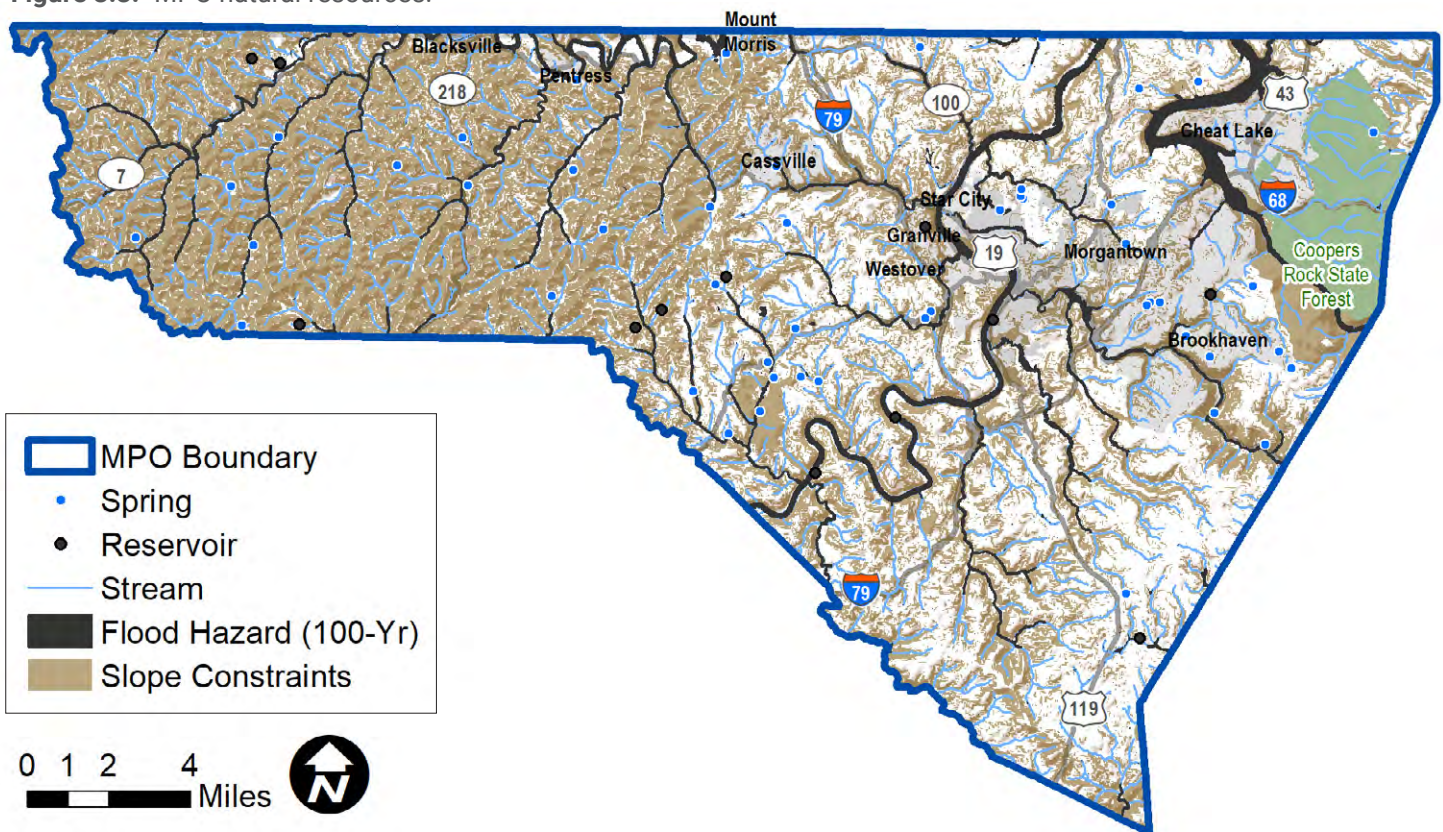 Mount
Morris
Blacksville
Pentress
218
79
100
43
Cheat Lake
Cassville
7
68
Star City
Granville
19
Morgantown
Westover
Coopers
Rock State
Forest
Brookhaven
MPO Boundary
Spring
Reservoir
Stream
Flood Hazard (100-Yr)
Slope Constraints
79
119
0 1 2 4
Miles
N